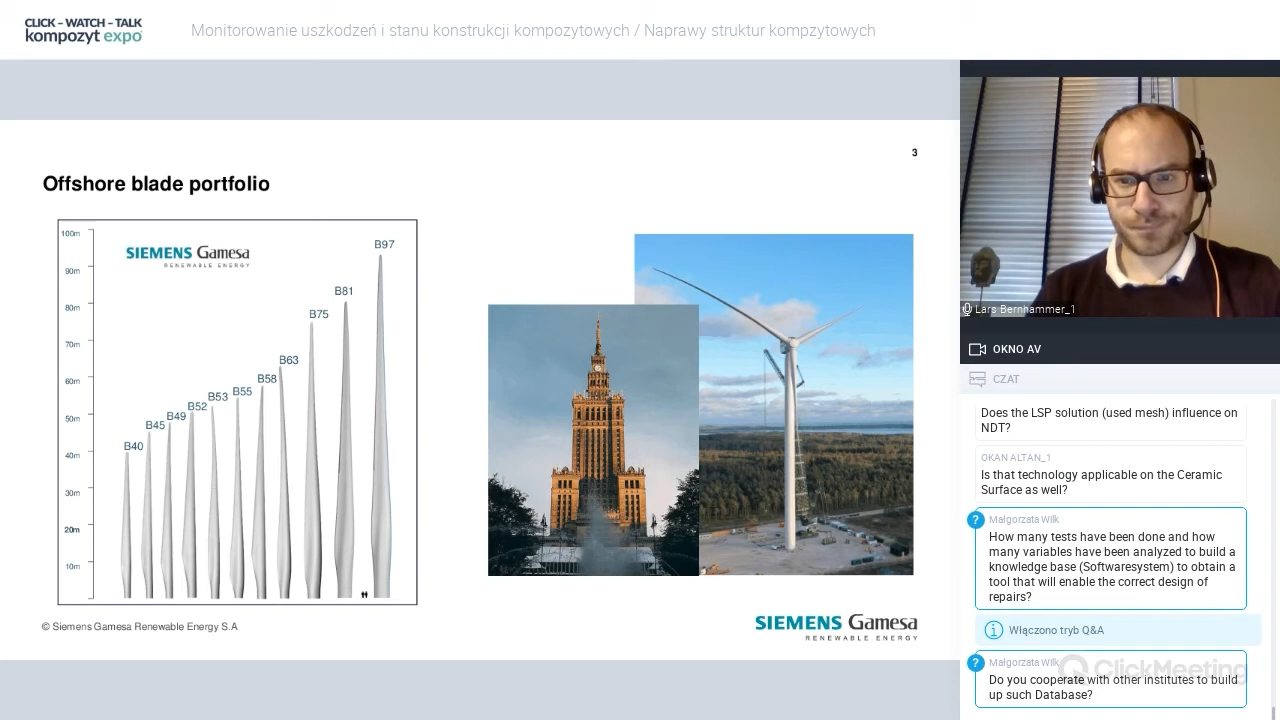 CLICK – WATCH – TALK
kompozyt expo
Monitorowanie uszkodzeń i stanu konstrukcji kompozytowych / Naprawy struktur kompzytowych
3
Offshore blade portfolio
SIEMENS Gamesa
RENEWABLE ENERGY
100m
90m
80m
70m
60m
50m
40m
30m
20m
10m
B40
B45
B49
B52
B53
B55
B58
B63
B75
B81
B97
© Siemens Gamesa Renewable Energy S.A
SIEMENS Gamesa
RENEWABLE ENERGY
Lars Bernhammer_1
OKNO AV
CZAT
Does the LSP solution (used mesh) influence on
NDT?
OKAN ALTAN_1
Is that technology applicable on the Ceramic
Surface as well?
?
Małgorzata Wilk
How many tests have been done and how
many variables have been analyzed to build a
knowledge base (Softwaresystem) to obtain a
tool that will enable the correct design of
repairs?
Włączono tryb Q&A
?
Małgorzata Wilk
ClickMeeting
Do you cooperate with other institutes to build
up such Database?